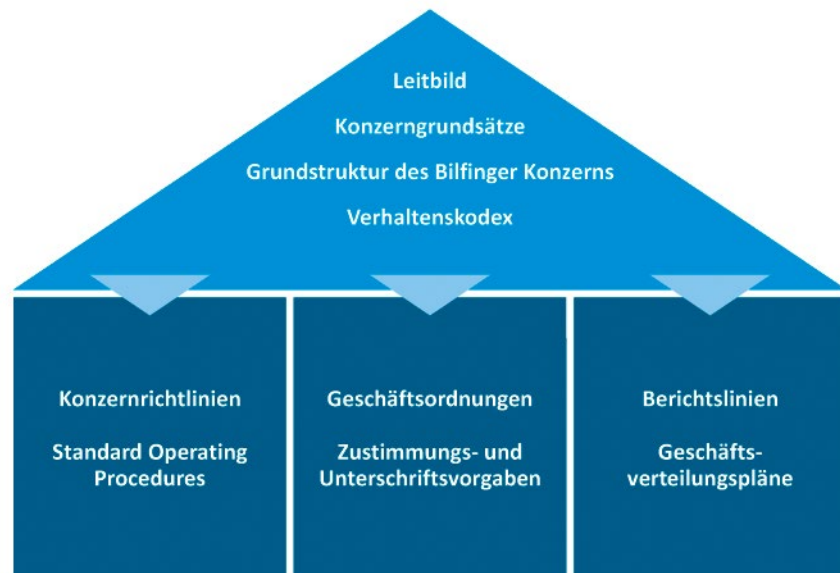 Leitbild
Konzerngrundsätze
Grundstruktur des Bilfinger Konzerns
Verhaltenskodex
Konzernrichtlinien
Standard Operating
Procedures
Geschäftsordnungen
Zustimmungs- und
Unterschriftsvorgaben
Berichtslinien
Geschäfts-
verteilungspläne